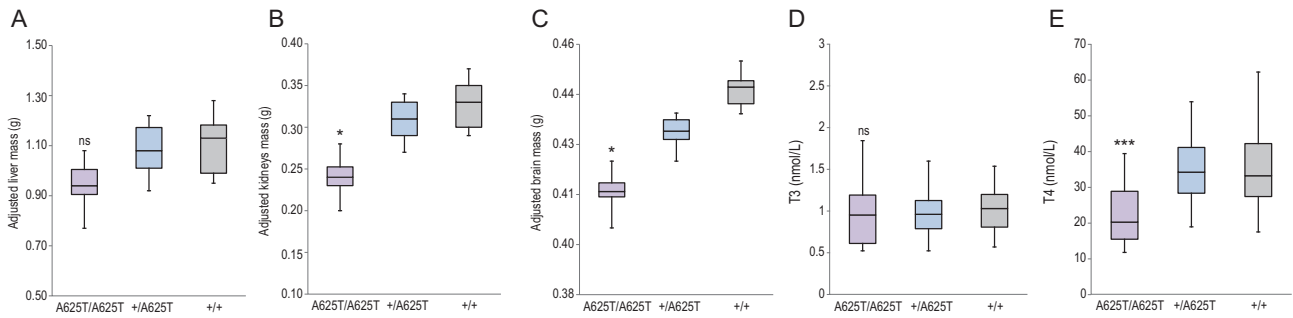 A
Adjusted liver mass (g)
1.50
1.30
1.10
0.90
0.70
0.50
ns
A625T/A625T +/A625T +/+
B
Adjusted kidneys mass (g)
0.40
0.35
0.30
0.25
0.20
0.15
0.10
*
A625T/A625T +/A625T +/+
C
Adjusted brain mass (g)
0.46
0.44
0.43
0.41
0.40
0.38
*
A625T/A625T +/A625T +/+
D
T3 (nmol/L)
3
2.5
2
1.5
1
0.5
0
ns
A625T/A625T +/A625T +/+
E
T4 (nmol/L)
70
60
50
40
30
20
10
0
***
A625T/A625T +/A625T +/+